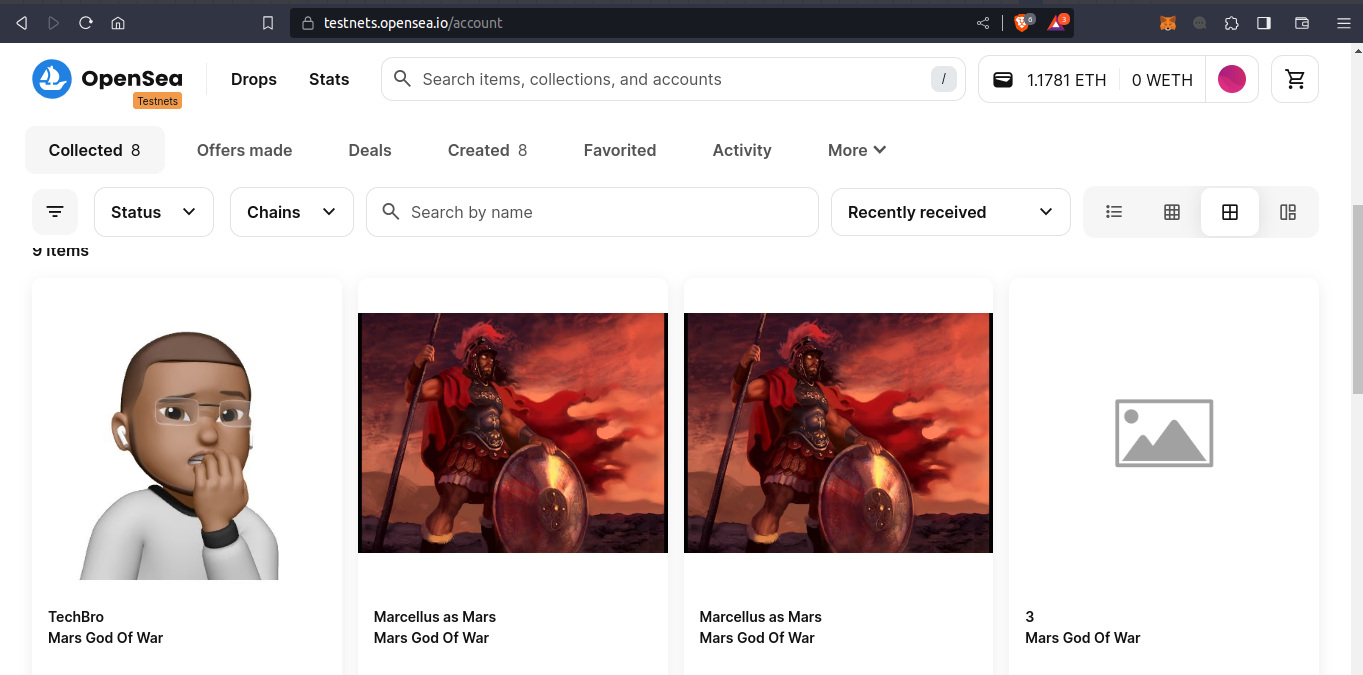 testnets.opensea.io/account
6
3
OpenSea
Testnets
Drops
Stats
Search items, collections, and accounts
/
1.1781 ETH
0 WETH
Collected 8
Offers made
Deals
Created 8
Favorited
Activity
More
Status
Chains
Search by name
Recently received
9 items
TechBro
Mars God Of War
Marcellus as Mars
Mars God Of War
Marcellus as Mars
Mars God Of War
3
Mars God Of War